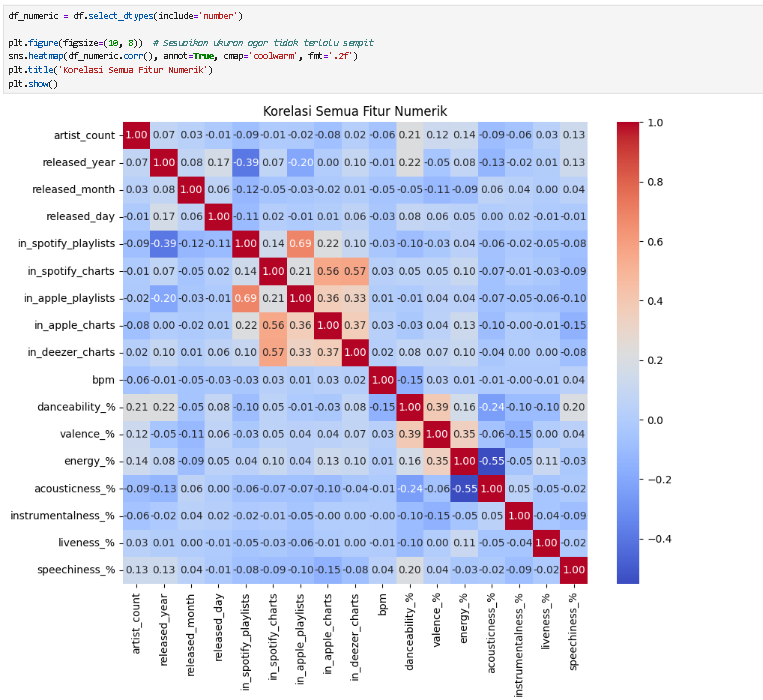 df_numeric = df.select_dtypes(include='number')
plt.figure(figsize=(10, 8))  # Sesuaikan ukuran agar tidak terlalu sempit
sns.heatmap(df_numeric.corr(), annot=True, cmap='coolwarm', fmt='.2f')
plt.title('Korelasi Semua Fitur Numerik')
plt.show()
Korelasi Semua Fitur Numerik
artist_count 1.00 0.07 0.03 -0.01 -0.09 -0.01 -0.02 -0.08 0.02 -0.06 0.21 0.12 0.14 -0.09 -0.06 0.03 0.13
released_year 0.07 1.00 0.08 0.17 -0.39 0.07 -0.20 0.00 0.10 -0.01 0.22 -0.05 0.08 -0.13 -0.02 0.01 0.13
released_month 0.03 0.08 1.00 0.06 -0.12 -0.05 -0.03 -0.02 0.01 -0.05 -0.05 -0.11 -0.09 0.06 0.04 0.00 0.04
released_day -0.01 0.17 0.06 1.00 -0.11 0.02 -0.01 0.01 0.06 -0.03 0.08 0.06 0.05 0.00 0.02 -0.01 -0.01
in_spotify_playlists -0.09 -0.39 -0.12 -0.11 1.00 0.14 0.69 0.22 0.10 -0.03 -0.10 -0.03 0.04 -0.06 -0.02 -0.05 -0.08
in_spotify_charts -0.01 0.07 -0.05 0.02 0.14 1.00 0.21 0.56 0.57 0.03 0.05 0.05 0.10 -0.07 -0.01 -0.03 -0.09
in_apple_playlists -0.02 -0.20 -0.03 -0.01 0.69 0.21 1.00 0.36 0.33 0.01 -0.01 0.04 0.04 -0.07 -0.05 -0.06 -0.10
in_apple_charts -0.08 0.00 -0.02 0.01 0.22 0.56 0.36 1.00 0.37 0.03 -0.03 0.04 0.13 -0.10 -0.00 -0.01 -0.15
in_deezer_charts 0.02 0.10 0.01 0.06 0.10 0.57 0.33 0.37 1.00 0.02 0.08 0.07 0.10 -0.04 0.00 0.00 -0.08
bpm -0.06 -0.01 -0.05 -0.03 -0.03 0.03 0.01 0.03 0.02 1.00 -0.15 0.03 0.01 -0.01 -0.00 -0.01 0.04
danceability_% 0.21 0.22 -0.05 0.08 -0.10 0.05 -0.01 -0.03 0.08 -0.15 1.00 0.39 0.16 -0.24 -0.10 -0.10 0.20
valence_% 0.12 -0.05 -0.11 0.06 -0.03 0.05 0.04 0.04 0.07 0.03 0.39 1.00 0.35 -0.06 -0.15 0.00 0.04
energy_% 0.14 0.08 -0.09 0.05 0.04 0.10 0.04 0.13 0.10 0.01 0.16 0.35 1.00 -0.55 -0.05 0.11 -0.03
acousticness_% -0.09 -0.13 0.06 0.00 -0.06 -0.07 -0.07 -0.10 -0.04 -0.01 -0.24 -0.06 -0.55 1.00 0.05 -0.05 -0.02
instrumentalness_% -0.06 -0.02 0.04 0.02 -0.02 -0.01 -0.05 -0.00 0.00 -0.00 -0.10 -0.15 -0.05 0.05 1.00 -0.04 -0.09
liveness_% 0.03 0.01 0.00 -0.01 -0.05 -0.03 -0.06 -0.01 0.00 -0.01 -0.10 0.00 0.11 -0.05 -0.04 1.00 -0.02
speechiness_% 0.13 0.13 0.04 -0.01 -0.08 -0.09 -0.10 -0.15 -0.08 0.04 0.20 0.04 -0.03 -0.02 -0.09 -0.02 1.00
artist_count released_year released_month released_day in_spotify_playlists in_spotify_charts in_apple_playlists in_apple_charts in_deezer_charts bpm danceability_% valence_% energy_% acousticness_% instrumentalness_% liveness_% speechiness_%
1.0
0.8
0.6
0.4
0.2
0.0
−0.2
−0.4